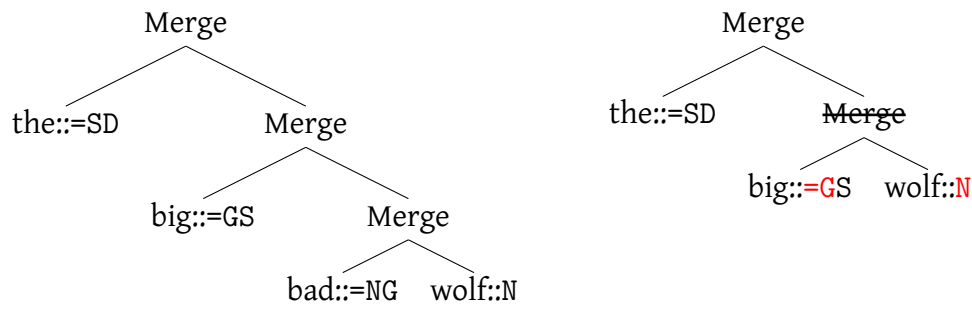 Merge
the::=SD Merge
big::=GS Merge
bad::=NG wolf::N
Merge
the::=SD Merge
big::=GS wolf::N